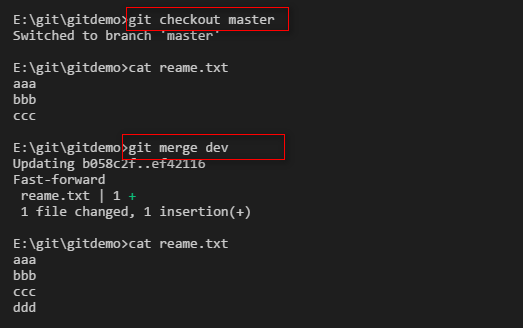 E:\git\gitdemo>git checkout master
Switched to branch 'master'
E:\git\gitdemo>cat reame.txt
aaa
bbb
ccc
E:\git\gitdemo>git merge dev
Updating b058c2f..ef42116
Fast-forward
reame.txt | 1 +
1 file changed, 1 insertion(+)
E:\git\gitdemo>cat reame.txt
aaa
bbb
ccc
ddd